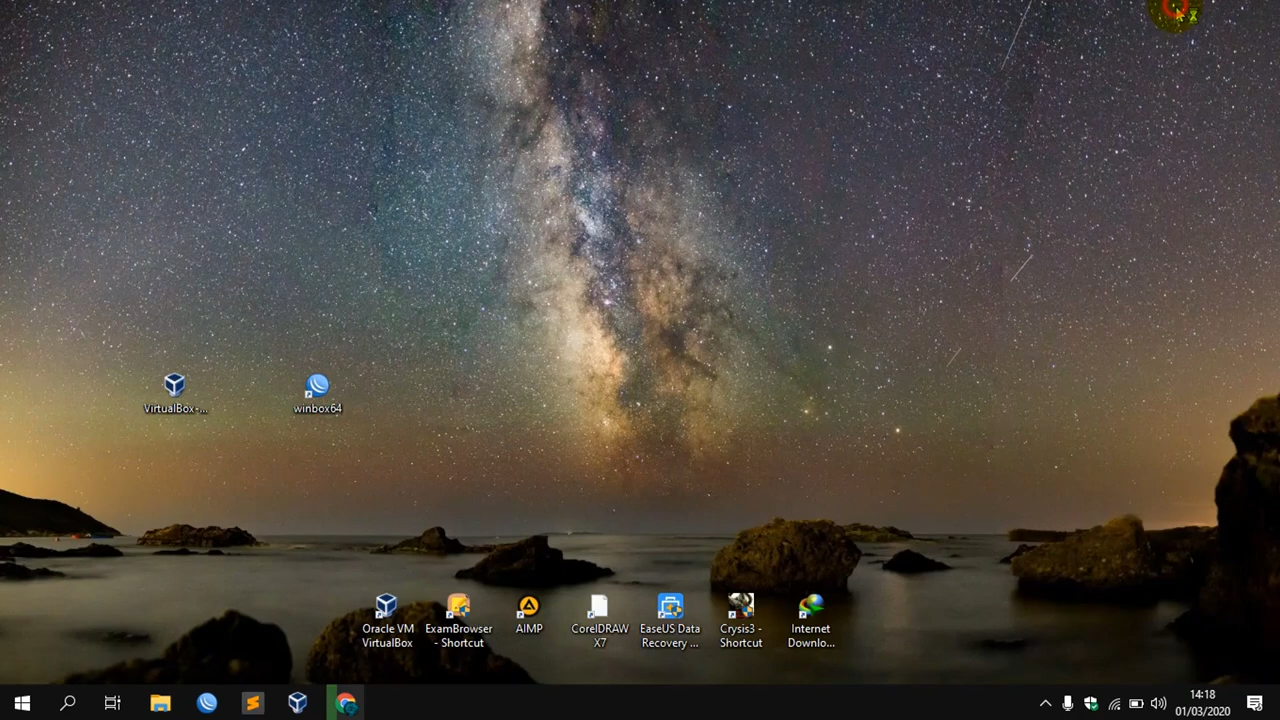 VirtualBox-...
winbox64
Oracle VM
VirtualBox
ExamBrowser
- Shortcut
AIMP
CorelDRAW
X7
EaseUS Data
Recovery ...
Crysis3 -
Shortcut
Internet
Downlo...
14:18
01/03/2020